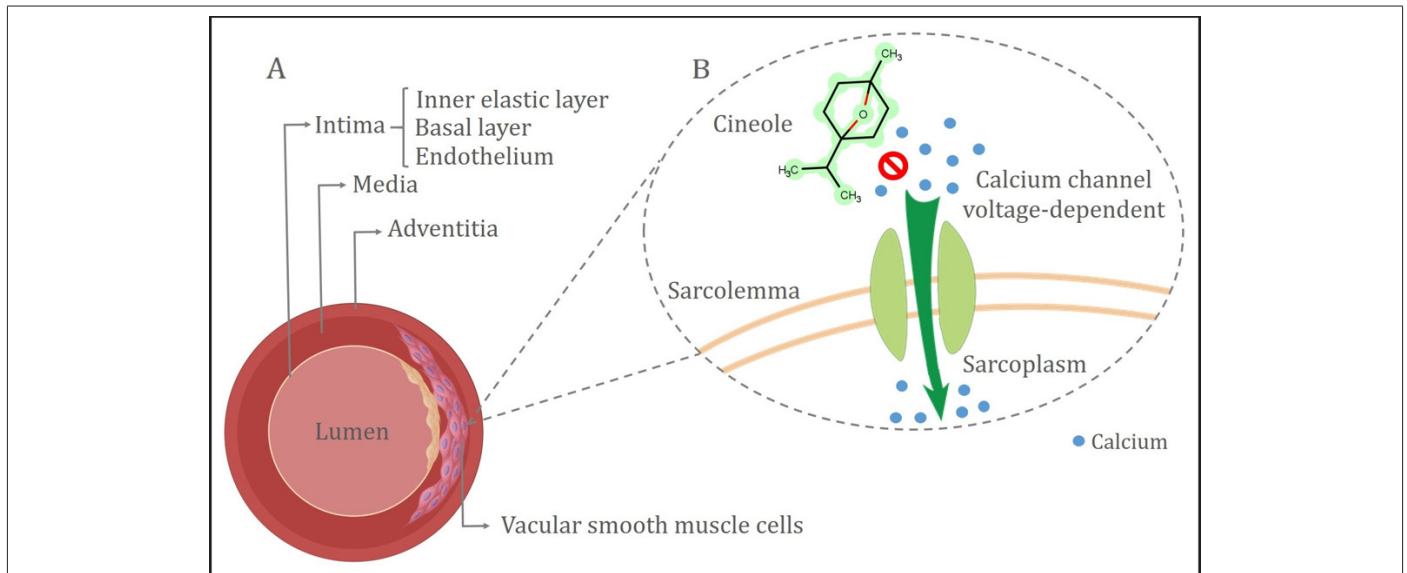 A
Intima
Inner elastic layer
Basal layer
Endothelium
Media
Adventitia
Lumen
Vacular smooth muscle cells
B
CH₃
O
Cineole
H₃C
CH₃
Calcium channel
voltage-dependent
Sarcolemma
Sarcoplasm
Calcium